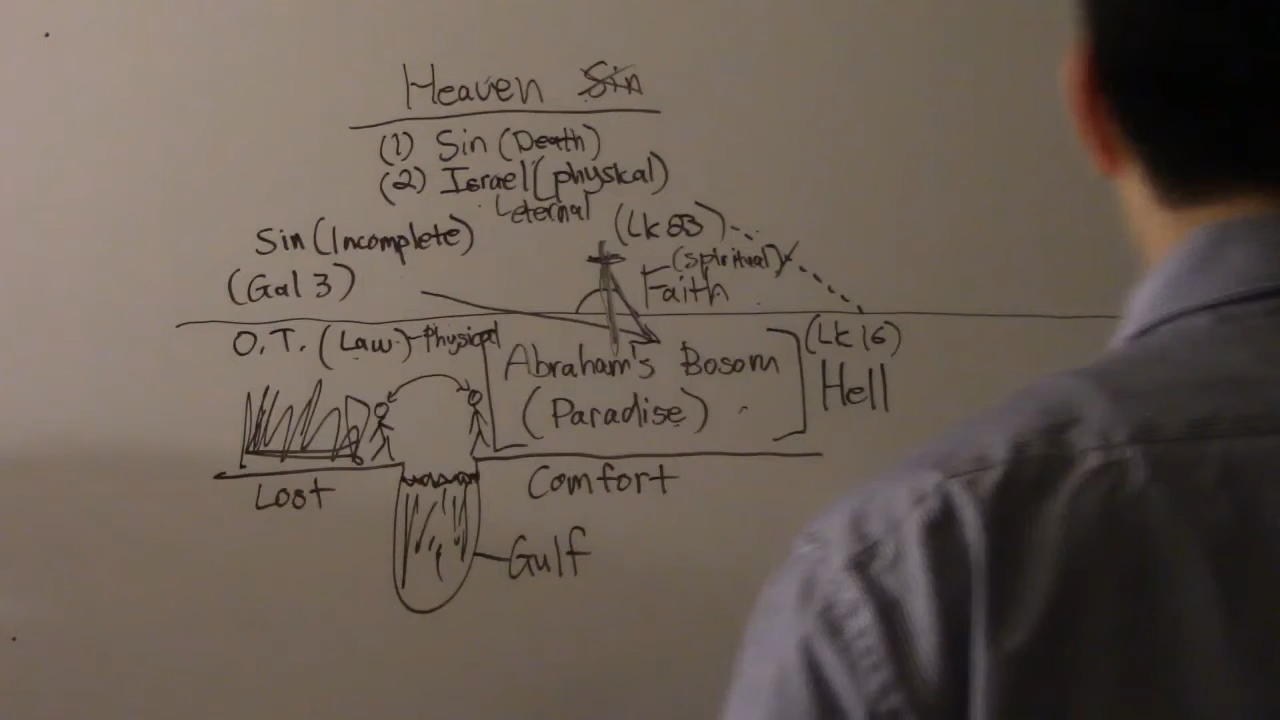 Heaven Sin
(1) Sin (Death)
(2) Israel (physical)
eternal
Sin (Incomplete)
(Lk 23)
(Gal 3)
(spiritual)
Faith
O.T. (Law) - Physical
Abraham's Bosom
(Paradise)
(Lk 16)
Hell
Lost
Comfort
Gulf